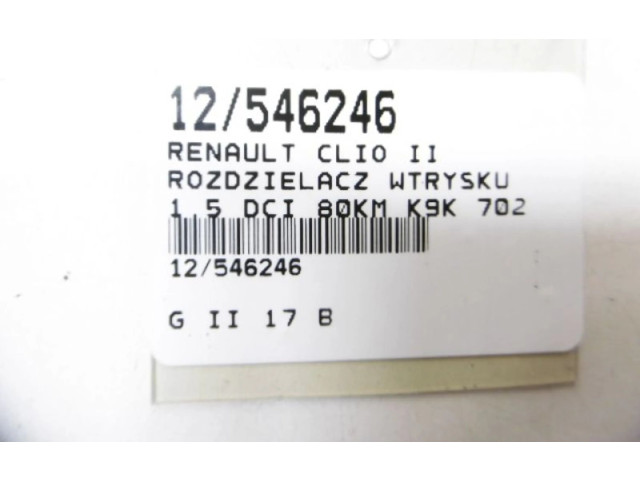 12/546246
RENAULT CLIO II
ROZDZIELACZ WTRYSKU
1.5 DCI 80KM K9K 702
12/546246
G II 17 B